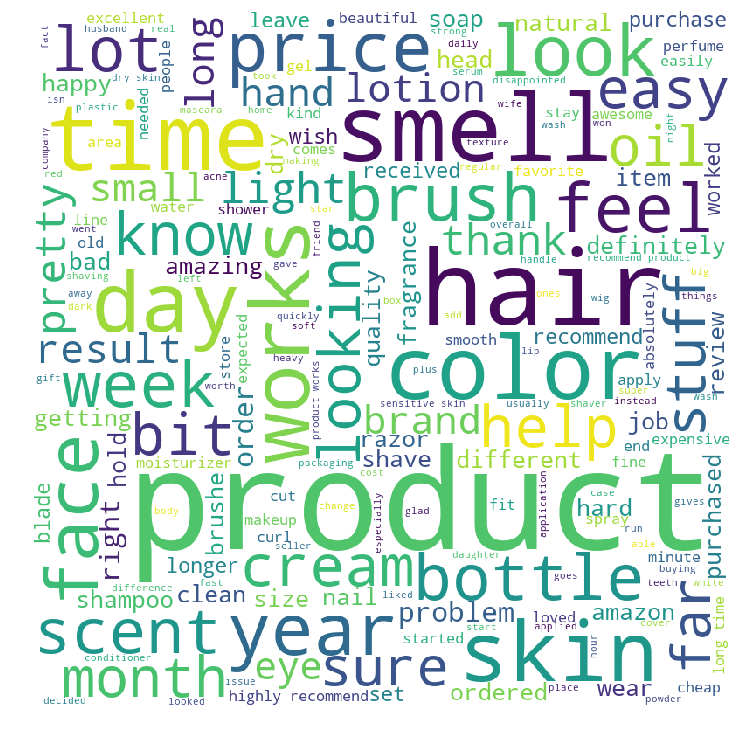 fact
husband
real
excellent
leave
beautiful
strong
soap
natural
purchase
lot
long
price
look
people
dry skin
gel
daily
head
perfume
easily
happy
hand
lotion
serum
disappointed
easy
isn
plastic
needed
mascara
took
home
kind
wish
wife
stay
awesome
company
time
area
dry
comes
smell
texture
wash
won
oil
night
making
regular
favorite
item
worked
red
small
light
received
brush
feel
line
water
shower
acne
star
friend
thank
overall
definitely
went
old
know
works
looking
handle
recommend product
pretty
shaving
bad
amazing
gave
fragrance
big
away
left
day
box
quality
hair
ones
wig
absolutely
things
dark
quickly
soft
add
stuff
review
result
store
expected
heavy
smooth
recommend
gift
worth
product works
color
plus
lip
apply
week
sensitive skin
usually
shaver
super
instead
wash
getting
bit
order
brand
help
job
hold
razor
end
expensive
moisturizer
shave
different
fine
face
right
packaging
cost
purchased
blade
brushe
cut
product
fit
spray
case
gives
body
makeup
change
glad
especially
application
hard
run
able
curl
seller
difference
longer
fast
cream
daughter
goes
bottle
minute
buying
teeth
white
shampoo
clean
size
nail
liked
problem
loved
applied
amazon
cover
scent
year
started
start
skin
hour
far
long time
conditioner
issue
month
eye
sure
place
wear
cheap
decided
looked
highly recommend
set
ordered
powder